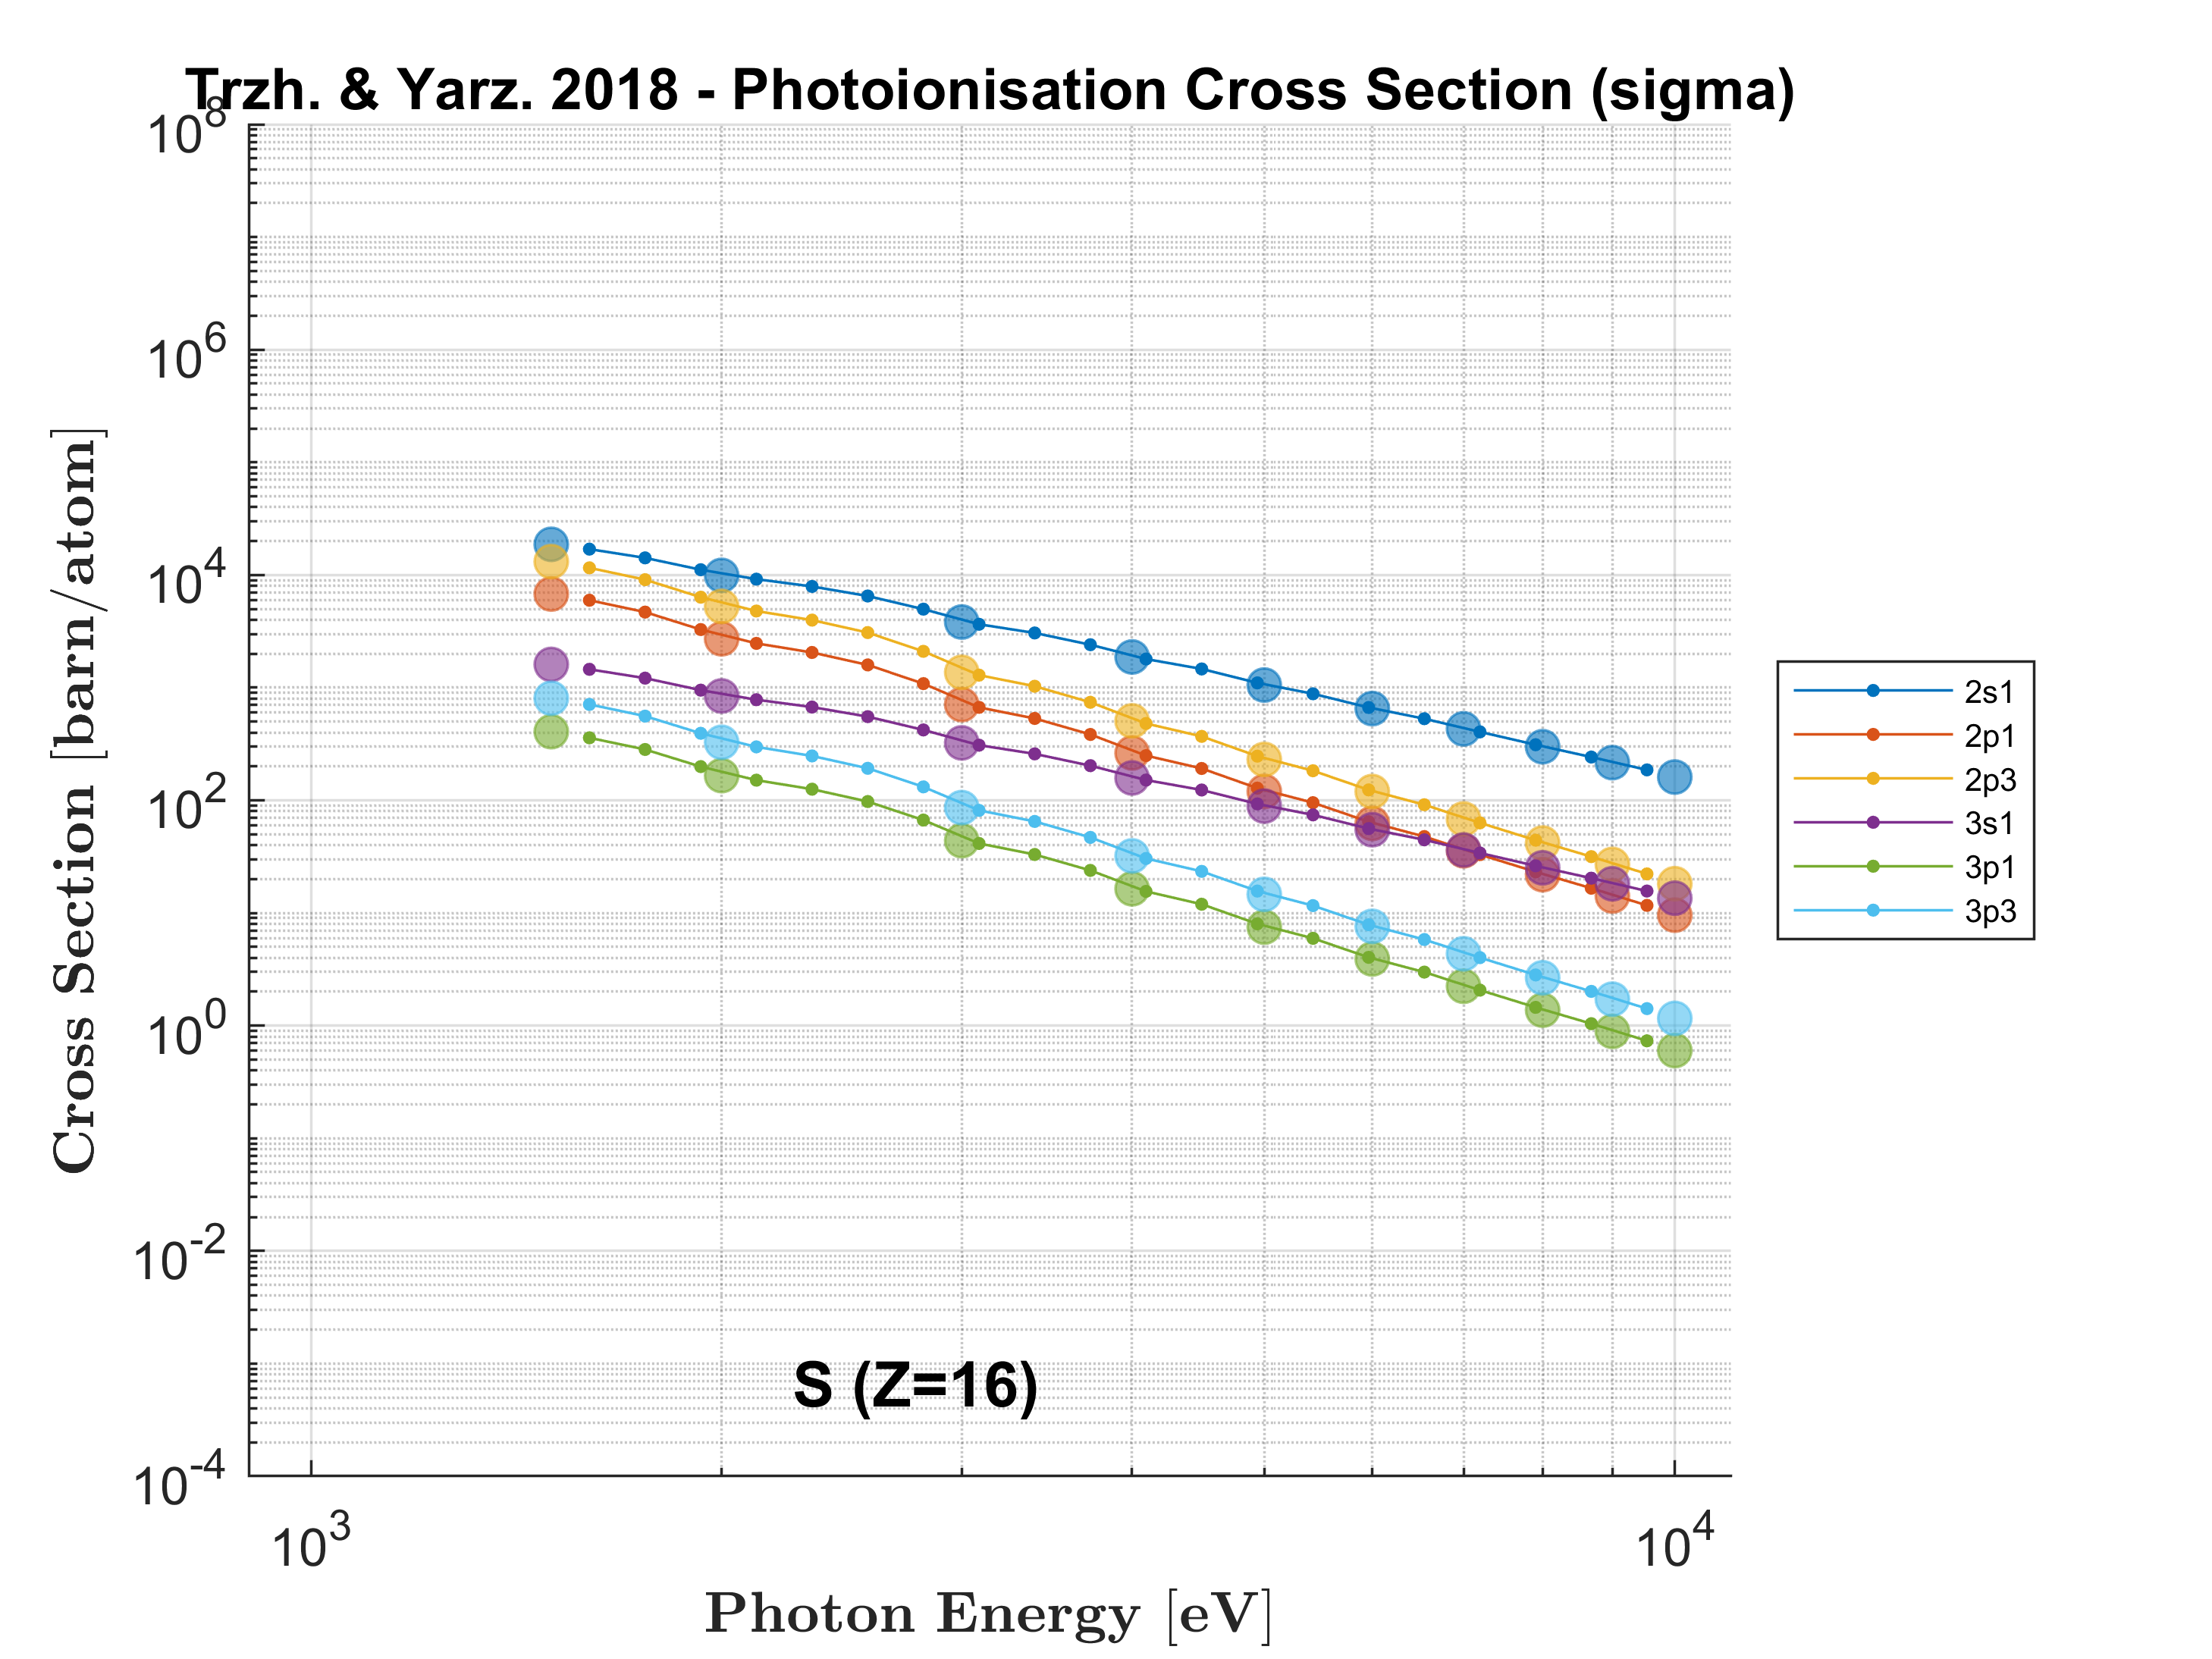 Trzh. & Yarz. 2018 - Photoionisation Cross Section (sigma)
10^8
10^6
10^4
10^2
10^0
10^-2
10^-4
Cross Section [barn/atom]
2s1
2p1
2p3
3s1
3p1
3p3
S (Z=16)
10^3
10^4
Photon Energy [eV]